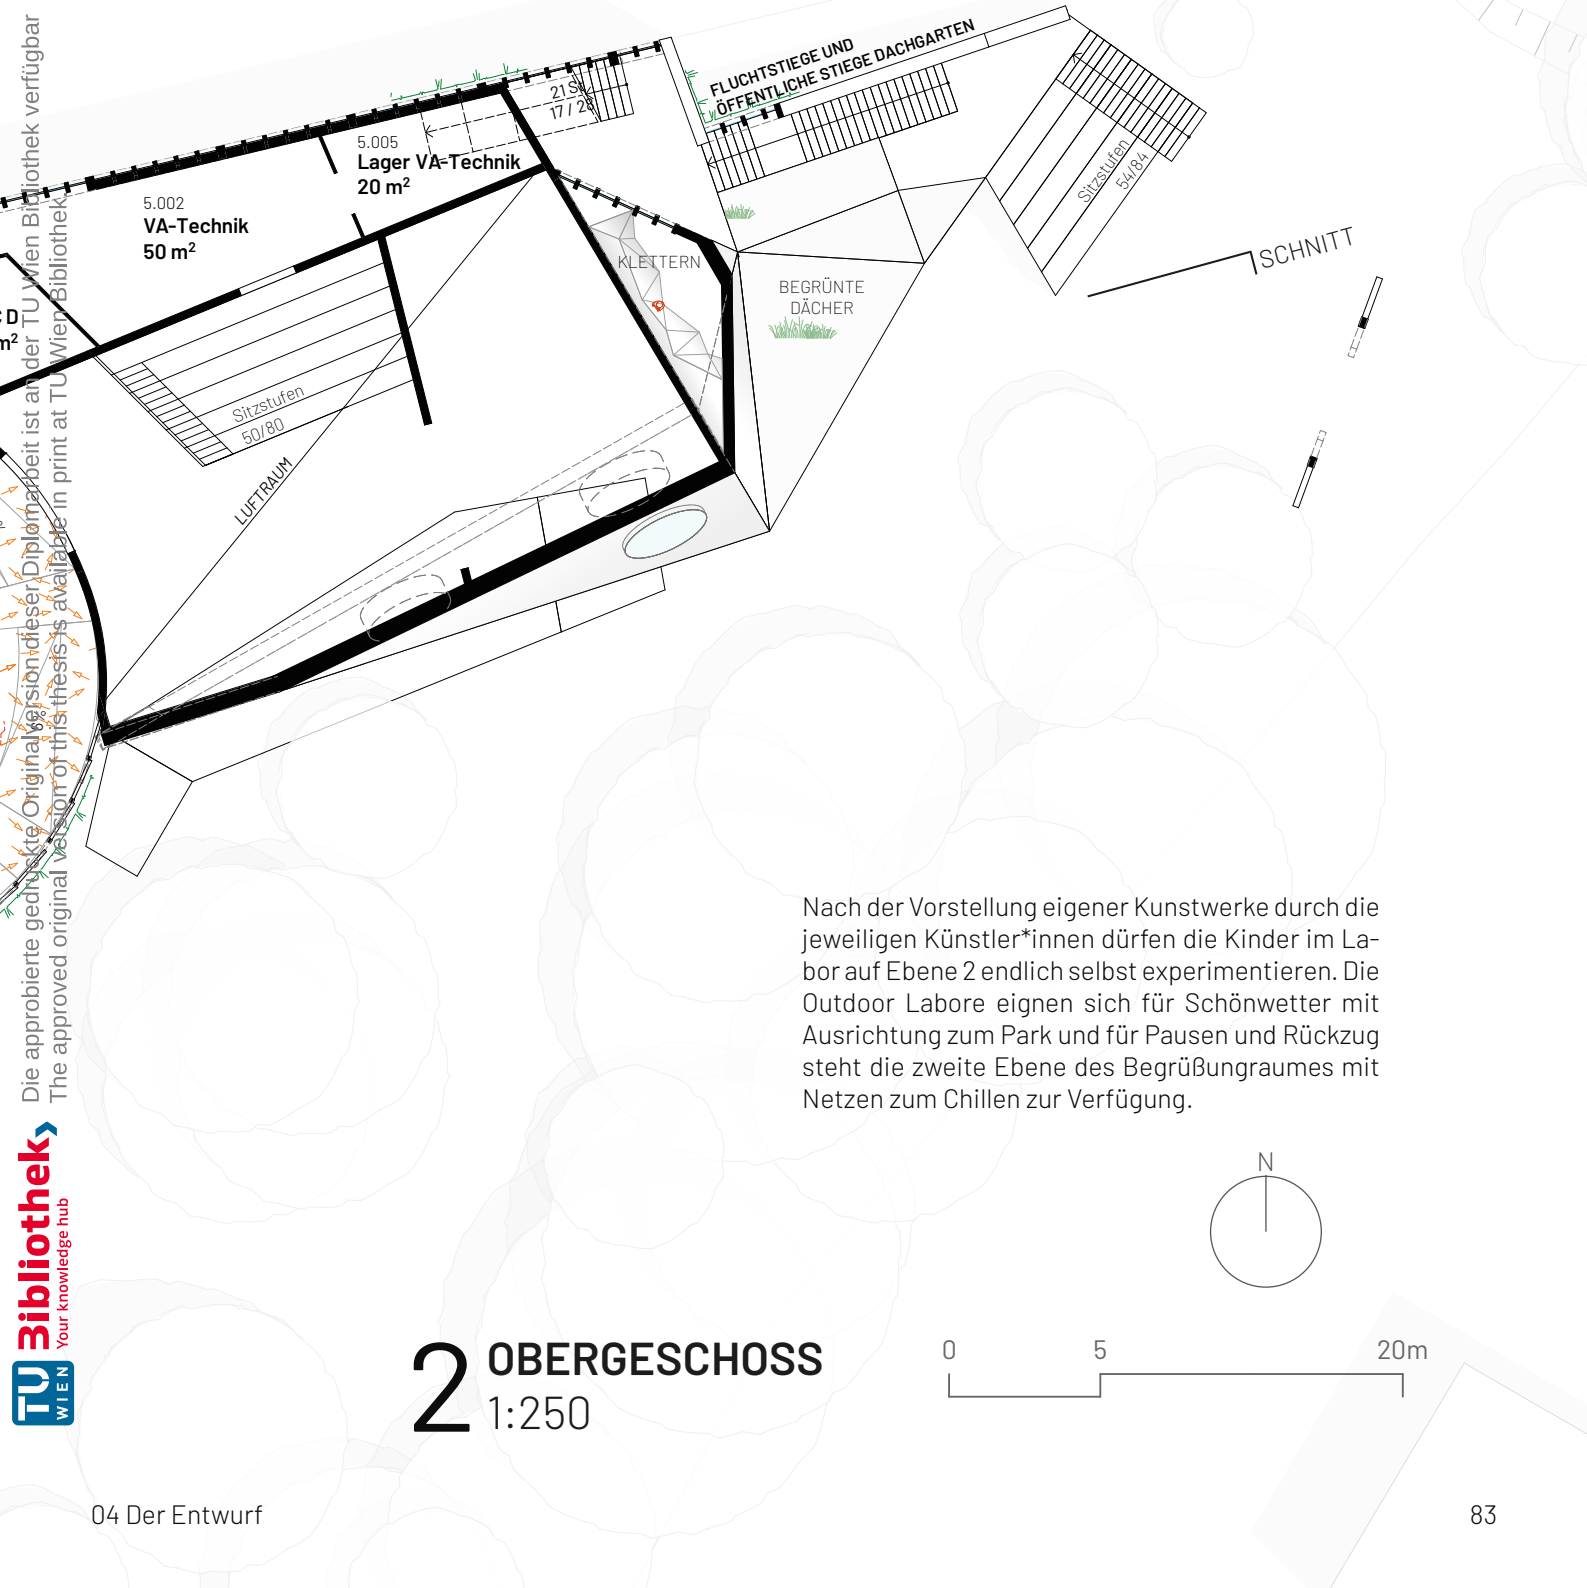 FLUCHTSTIEGE UND
ÖFFENTLICHE STIEGE DACHGARTEN
21 St
17 / 28
5.005
Lager VA-Technik
20 m²
5.002
VA-Technik
50 m²
D
m²
KLETTERN
BEGRÜNTE
DÄCHER
Sitzstufen
54/84
SCHNITT
Sitzstufen
50/80
LUFTRAUM
6%
Nach der Vorstellung eigener Kunstwerke durch die
jeweiligen Künstler*innen dürfen die Kinder im La-
bor auf Ebene 2 endlich selbst experimentieren. Die
Outdoor Labore eignen sich für Schönwetter mit
Ausrichtung zum Park und für Pausen und Rückzug
steht die zweite Ebene des Begrüßungraumes mit
Netzen zum Chillen zur Verfügung.
N
2 OBERGESCHOSS
1:250
0 5 20m
04 Der Entwurf
83
Die approbierte gedruckte Originalversion dieser Diplomarbeit ist an der TU Wien Bibliothek verfügbar
The approved original version of this thesis is available in print at TU Wien Bibliothek.
TU WIEN
Bibliothek
Your knowledge hub